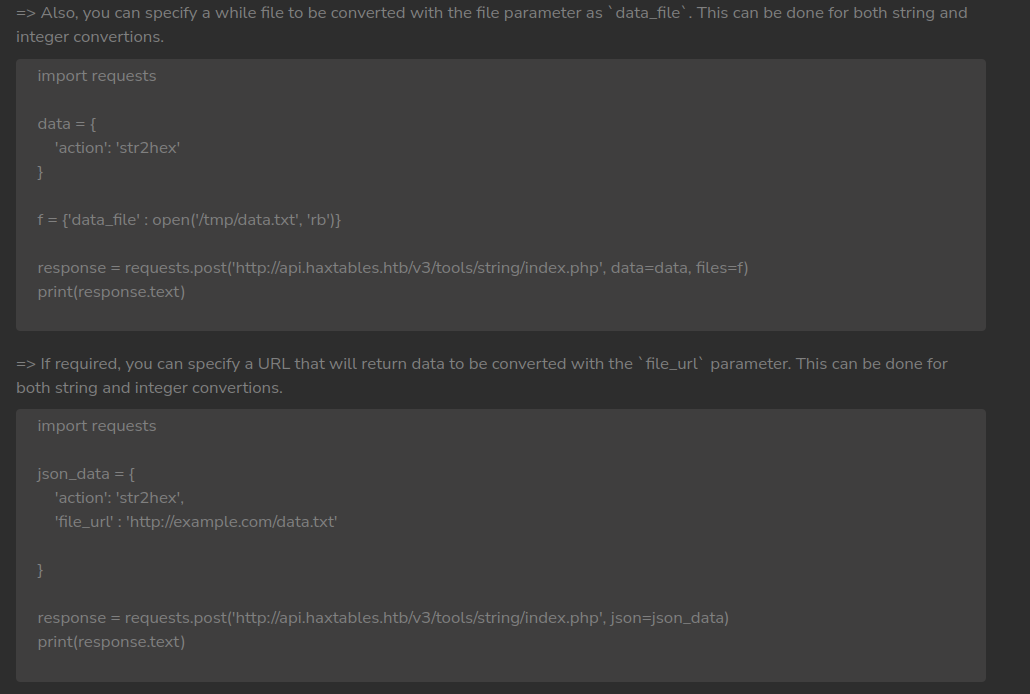 => Also, you can specify a while file to be converted with the file parameter as `data_file`. This can be done for both string and
integer convertions.
import requests
data = {
'action': 'str2hex'
}
f = {'data_file' : open('/tmp/data.txt', 'rb')}
response = requests.post('http://api.haxtables.htb/v3/tools/string/index.php', data=data, files=f)
print(response.text)
=> If required, you can specify a URL that will return data to be converted with the `file_url` parameter. This can be done for
both string and integer convertions.
import requests
json_data = {
'action': 'str2hex',
'file_url' : 'http://example.com/data.txt'
}
response = requests.post('http://api.haxtables.htb/v3/tools/string/index.php', json=json_data)
print(response.text)